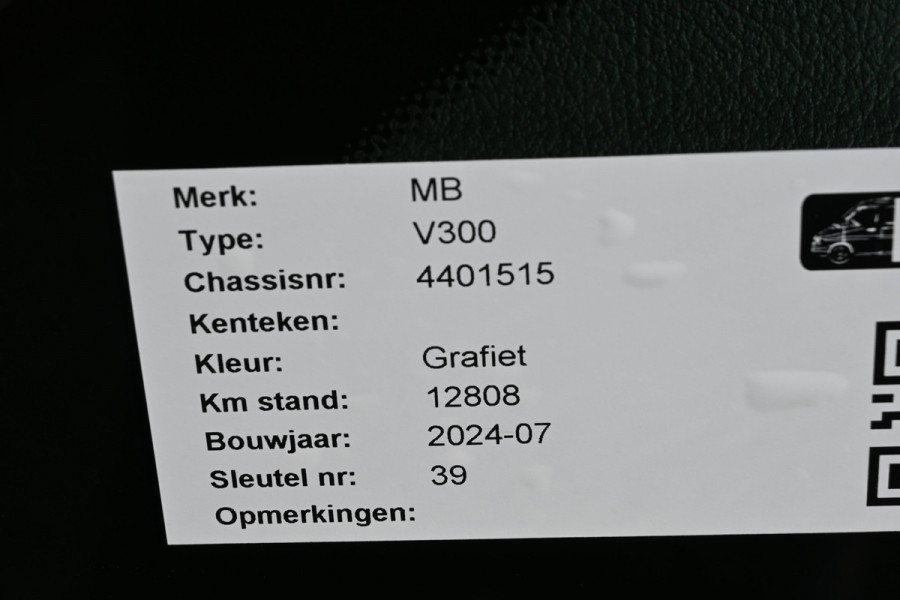 Merk: MB
Type: V300
Chassisnr: 4401515
Kenteken:
Kleur: Grafiet
Km stand: 12808
Bouwjaar: 2024-07
Sleutel nr: 39
Opmerkingen: